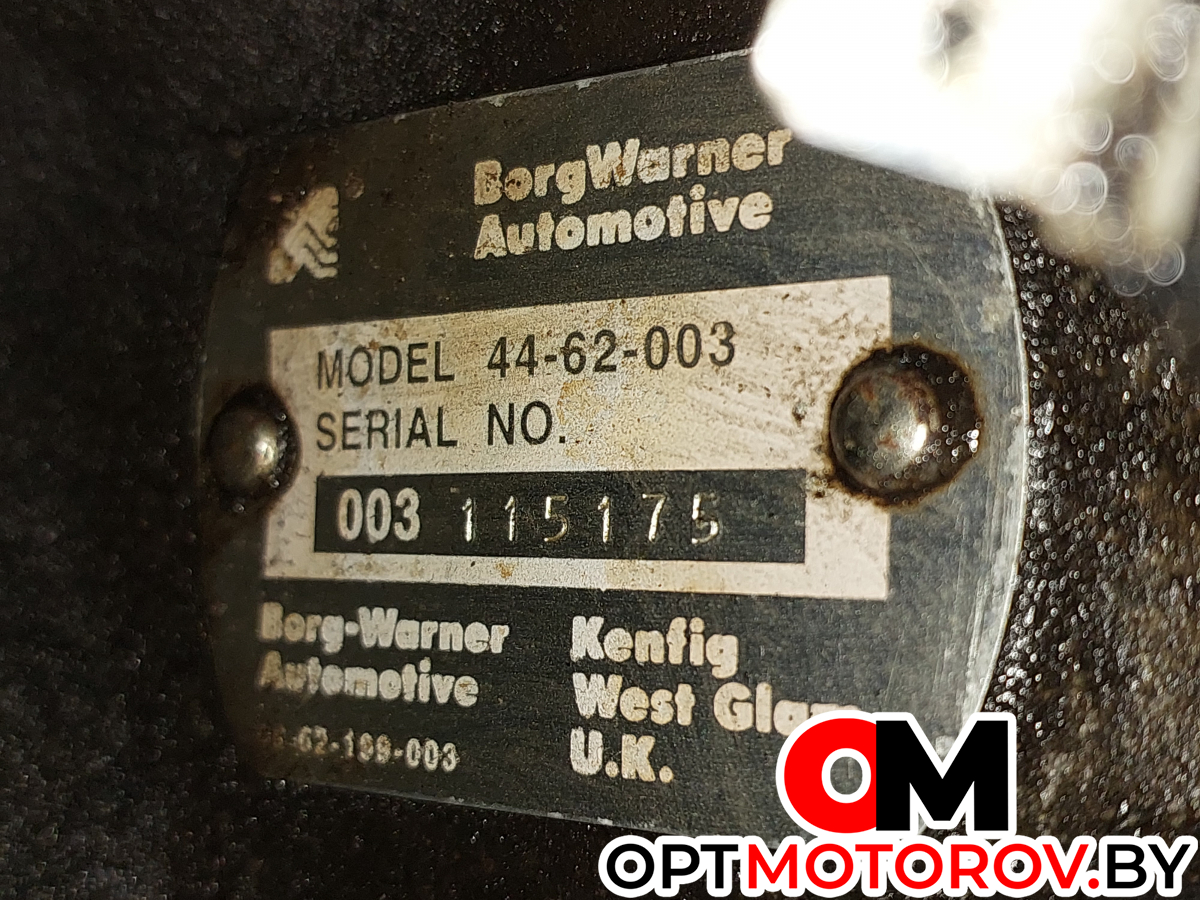 BorgWarner
Automotive
MODEL 44-62-003
SERIAL NO.
003 115175
Borg-Warner
Automotive
Kenfig
West
U.K.
OM
OPTMOTOROV.BY